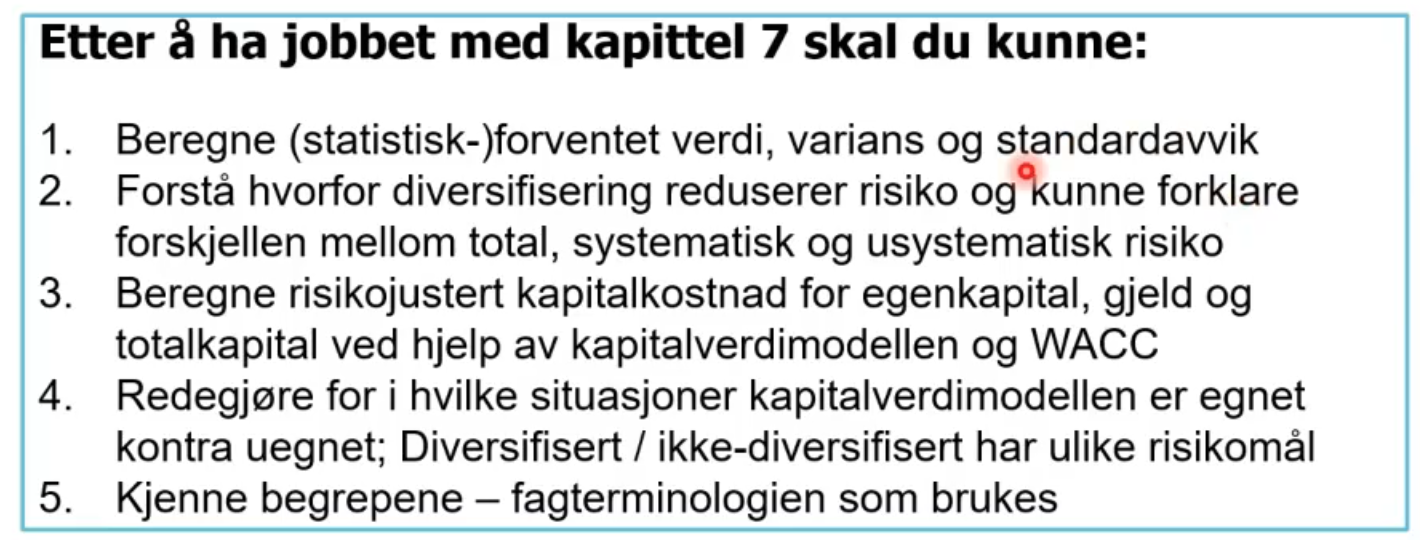 Etter å ha jobbet med kapittel 7 skal du kunne:
1. Beregne (statistisk-)forventet verdi, varians og standardavvik
2. Forstå hvorfor diversifisering reduserer risiko og kunne forklare
forskjellen mellom total, systematisk og usystematisk risiko
3. Beregne risikojustert kapitalkostnad for egenkapital, gjeld og
totalkapital ved hjelp av kapitalverdimodellen og WACC
4. Redegjøre for i hvilke situasjoner kapitalverdimodellen er egnet
kontra uegnet; Diversifisert / ikke-diversifisert har ulike risikomål
5. Kjenne begrepene – fagterminologien som brukes